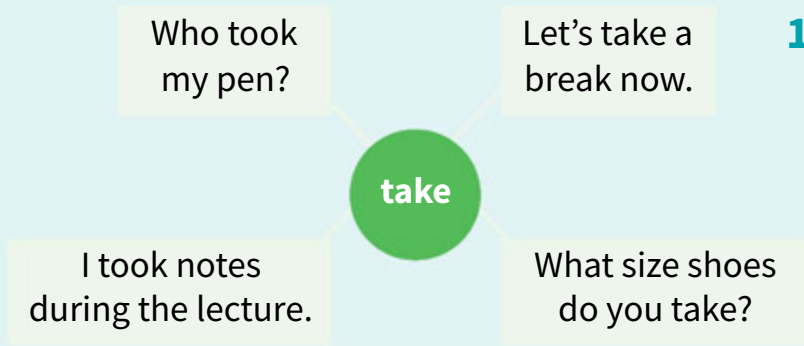 Who took
my pen?
Let’s take a
break now.
1
take
I took notes
during the lecture.
What size shoes
do you take?